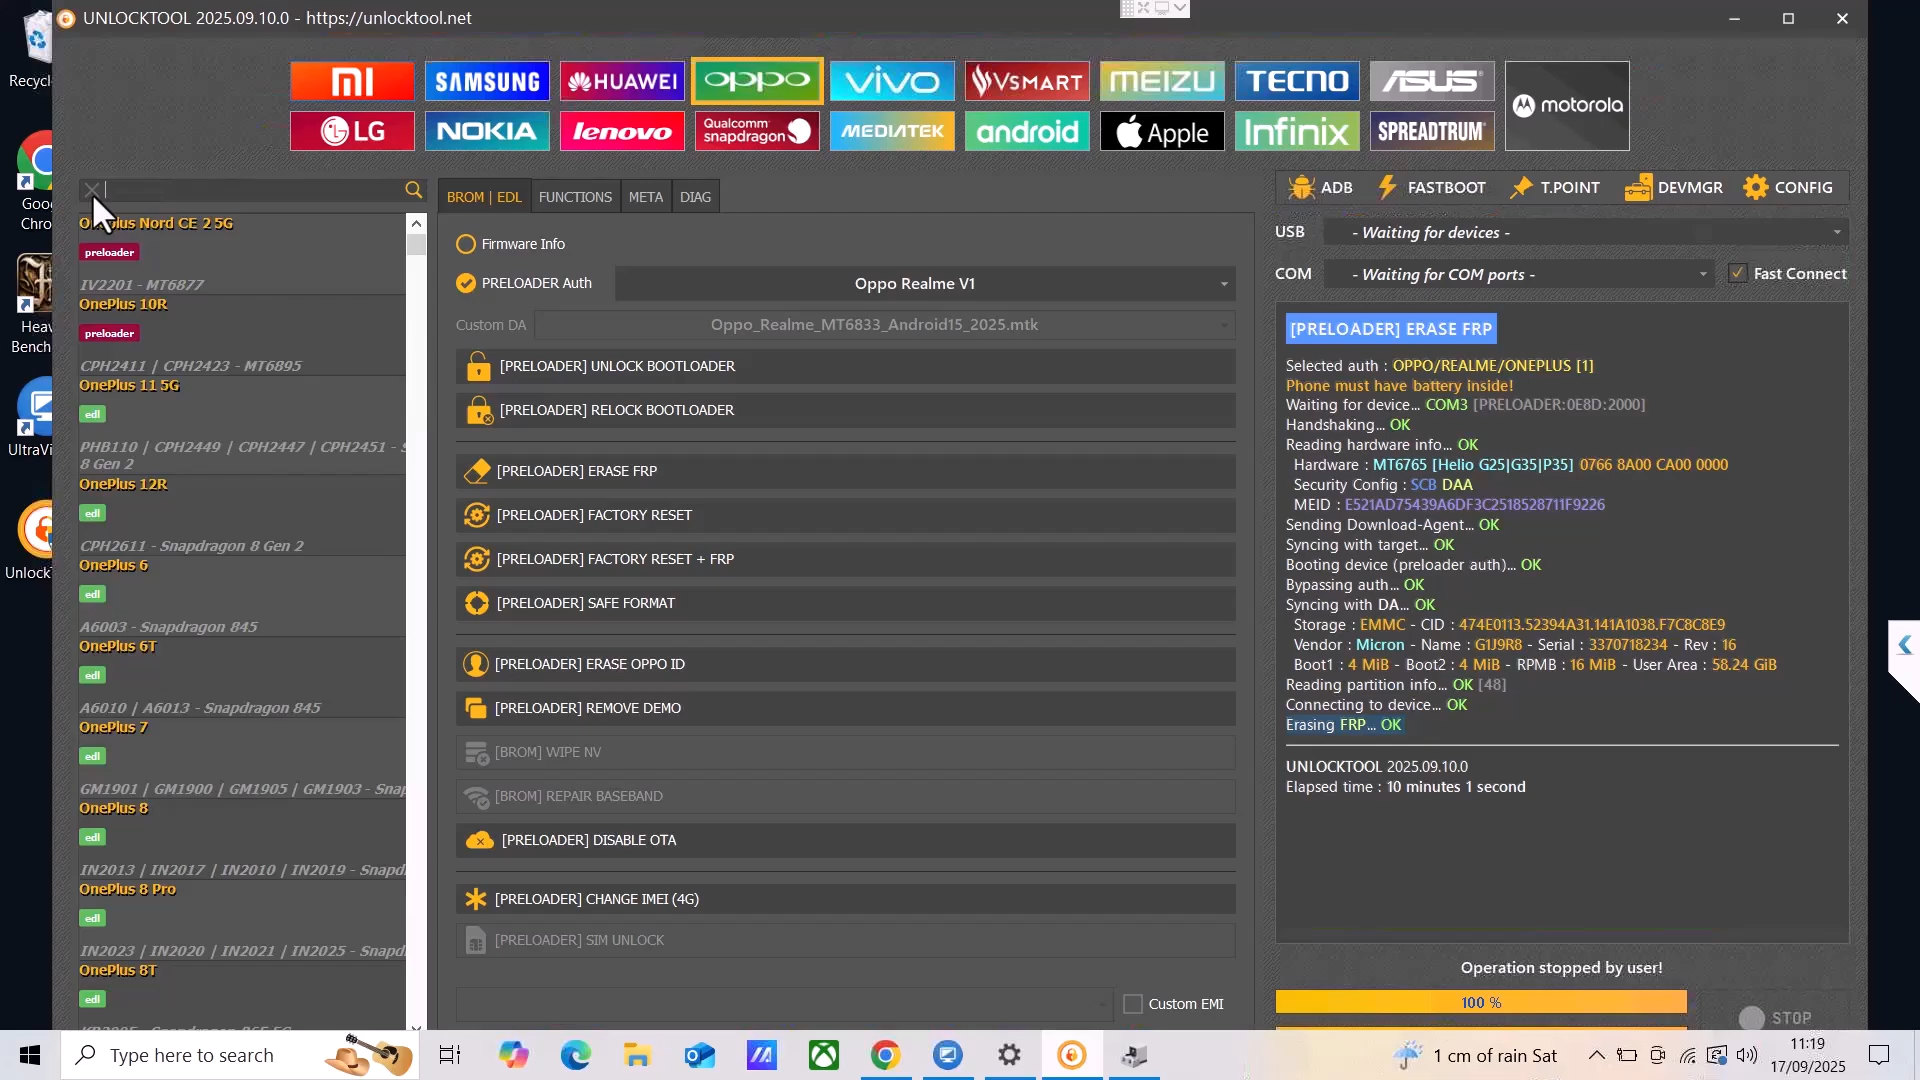 UNLOCKTOOL 2025.09.10.0 - https://unlocktool.net
mi
SAMSUNG
HUAWEI
oppo
vivo
VSMART
MEIZU
TECNO
ASUS
motorola
LG
NOKIA
lenovo
Qualcomm
snapdragon
MEDIATEK
android
Apple
Infinix
SPREADTRUM
Recycl
Goo
Chro
Hea
Bench
UltraVi
Unlock
OnePlus Nord CE 2 5G
preloader
IV2201 - MT6877
OnePlus 10R
preloader
CPH2411 | CPH2423 - MT6895
OnePlus 11 5G
edl
PHB110 | CPH2449 | CPH2447 | CPH2451 - S
8 Gen 2
OnePlus 12R
edl
CPH2611 - Snapdragon 8 Gen 2
OnePlus 6
edl
A6003 - Snapdragon 845
OnePlus 6T
edl
A6010 | A6013 - Snapdragon 845
OnePlus 7
edl
GM1901 | GM1900 | GM1905 | GM1903 - Snap
OnePlus 8
edl
IN2013 | IN2017 | IN2010 | IN2019 - Snapd
OnePlus 8 Pro
edl
IN2023 | IN2020 | IN2021 | IN2025 - Snapd
OnePlus 8T
edl
BROM | EDL FUNCTIONS META DIAG
Firmware Info
PRELOADER Auth Oppo Realme V1
Custom DA Oppo_Realme_MT6833_Android15_2025.mtk
[PRELOADER] UNLOCK BOOTLOADER
[PRELOADER] RELOCK BOOTLOADER
[PRELOADER] ERASE FRP
[PRELOADER] FACTORY RESET
[PRELOADER] FACTORY RESET + FRP
[PRELOADER] SAFE FORMAT
[PRELOADER] ERASE OPPO ID
[PRELOADER] REMOVE DEMO
[BROM] WIPE NV
[BROM] REPAIR BASEBAND
[PRELOADER] DISABLE OTA
[PRELOADER] CHANGE IMEI (4G)
[PRELOADER] SIM UNLOCK
Custom EMI
ADB FASTBOOT T.POINT DEVMGR CONFIG
USB - Waiting for devices -
COM - Waiting for COM ports - Fast Connect
[PRELOADER] ERASE FRP
Selected auth : OPPO/REALME/ONEPLUS [1]
Phone must have battery inside!
Waiting for device... COM3 [PRELOADER:0E8D:2000]
Handshaking... OK
Reading hardware info... OK
Hardware : MT6765 [Helio G25|G35|P35] 0766 8A00 CA00 0000
Security Config : SCB DAA
MEID : E521AD75439A6DF3C2518528711F9226
Sending Download-Agent... OK
Syncing with target... OK
Booting device (preloader auth)... OK
Bypassing auth... OK
Syncing with DA... OK
Storage : EMMC - CID : 474E0113.52394A31.141A1038.F7C8C8E9
Vendor : Micron - Name : G1J9R8 - Serial : 3370718234 - Rev : 16
Boot1 : 4 MiB - Boot2 : 4 MiB - RPMB : 16 MiB - User Area : 58.24 GiB
Reading partition info... OK [48]
Connecting to device... OK
Erasing FRP... OK
UNLOCKTOOL 2025.09.10.0
Elapsed time : 10 minutes 1 second
Operation stopped by user!
100 %
STOP
Type here to search
1 cm of rain Sat
11:19
17/09/2025